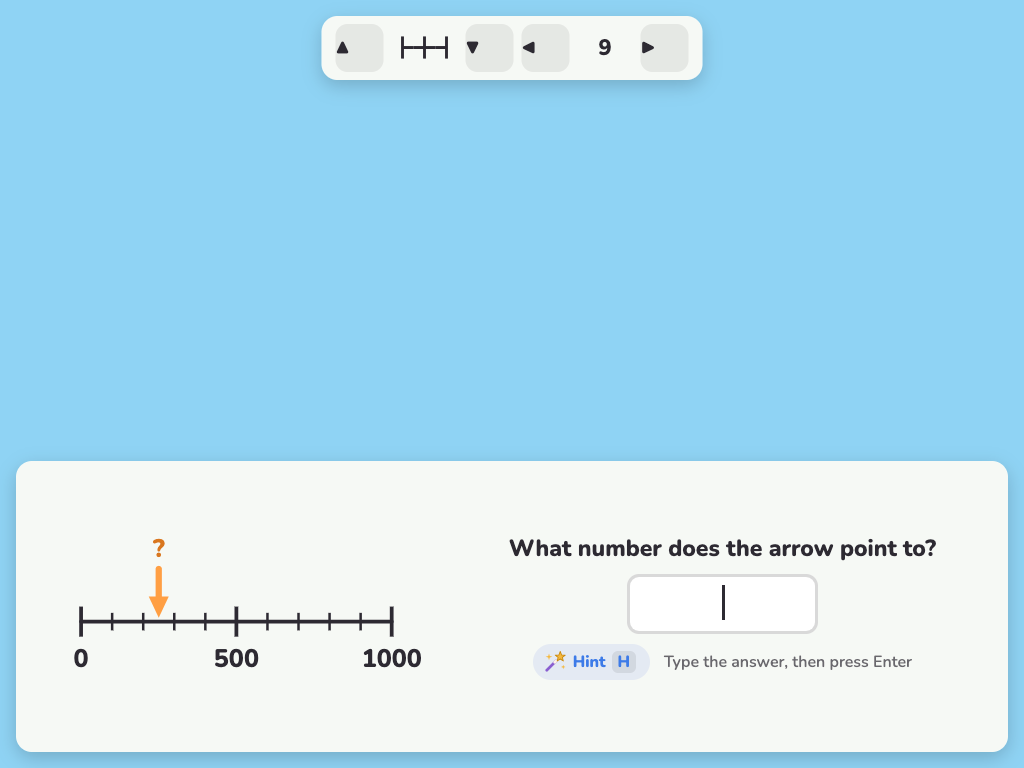 9
?
0 500 1000
What number does the arrow point to?
Hint H
Type the answer, then press Enter